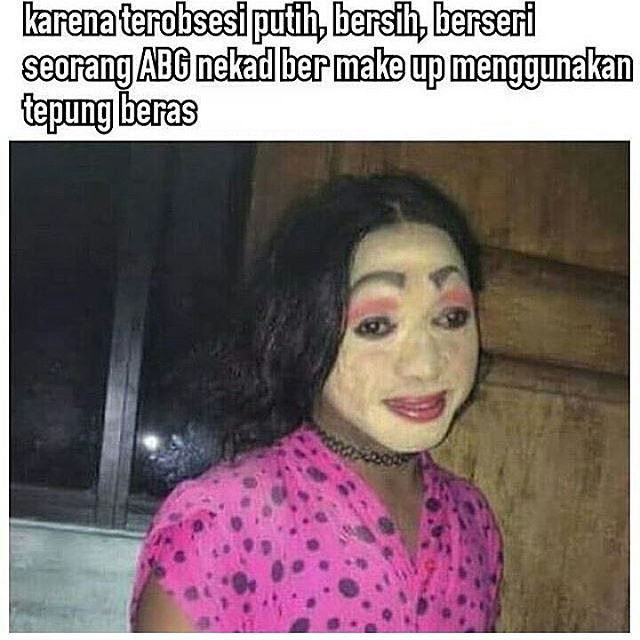 karena terobsesi putih, bersih, berseri
seorang ABG nekad ber make up menggunakan
tepung beras